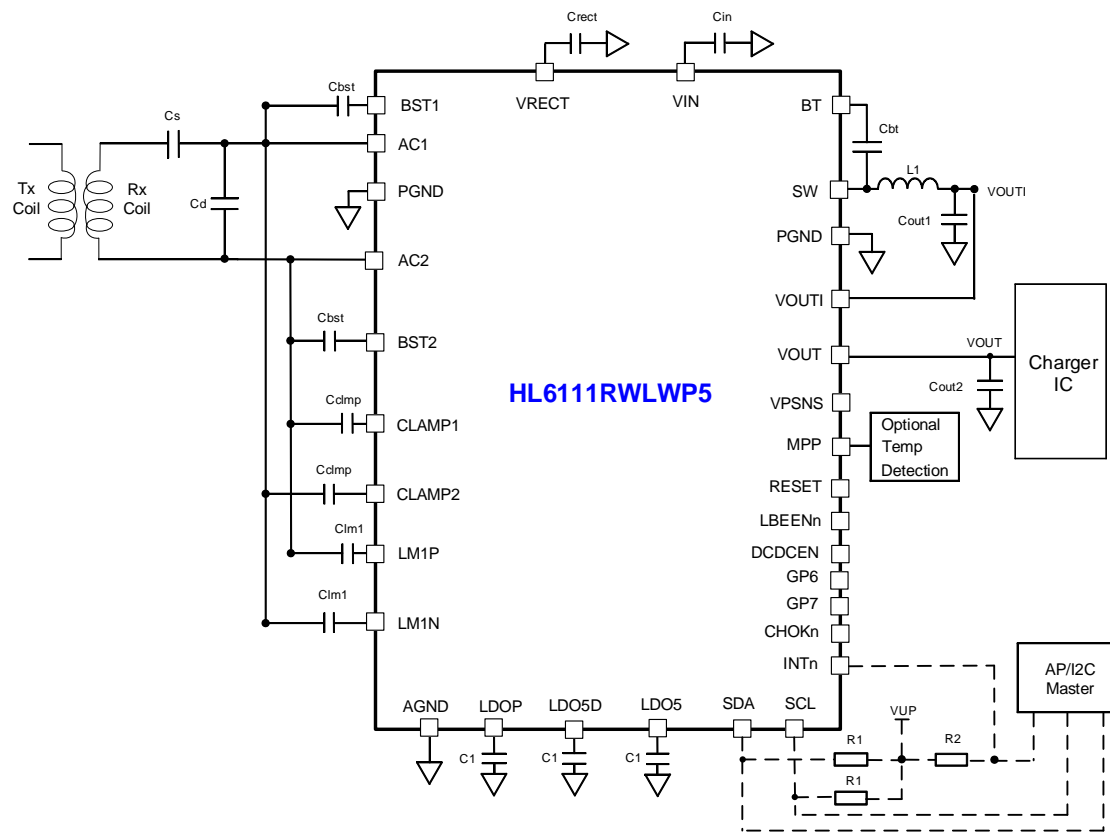 Crect
Cin
Cbst
BST1
VRECT
VIN
BT
Cs
AC1
Cbt
Tx
Coil
Rx
Coil
Cd
PGND
SW
L1
VOUTI
Cout1
PGND
AC2
VOUTI
Cbst
BST2
VOUT
VOUT
Charger
IC
Cout2
HL6111RWLWP5
VPSNS
Cclmp
CLAMP1
MPP
Optional
Temp
Detection
Cclmp
CLAMP2
RESET
LBEENn
Clm1
LM1P
DCDCEN
GP6
GP7
Clm1
LM1N
CHOKn
INTn
AP/I2C
Master
AGND
LDOP
LDO5D
LDO5
SDA
SCL
VUP
C1
C1
C1
R1
R2
R1